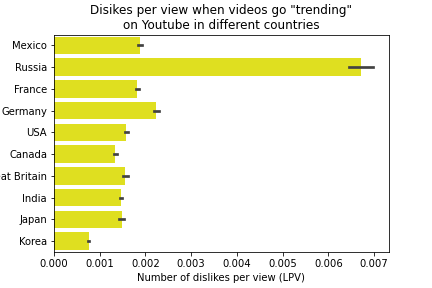 Disikes per view when videos go "trending"
on Youtube in different countries
Mexico
Russia
France
Germany
USA
Canada
eat Britain
India
Japan
Korea
0.000 0.001 0.002 0.003 0.004 0.005 0.006 0.007
Number of dislikes per view (LPV)